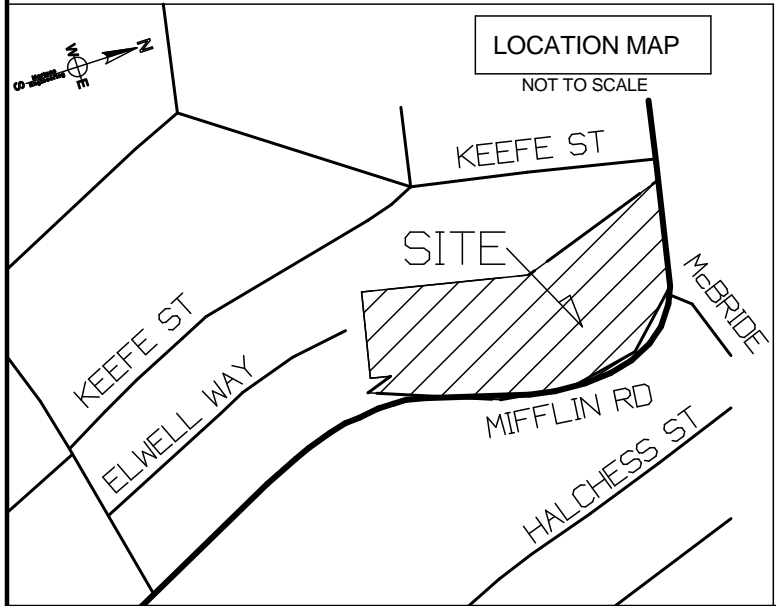 LOCATION MAP
NOT TO SCALE
N
W
S
E
KEEFE ST
SITE
McBRIDE
KEEFE ST
ELWELL WAY
MIFFLIN RD
HALCHESS ST